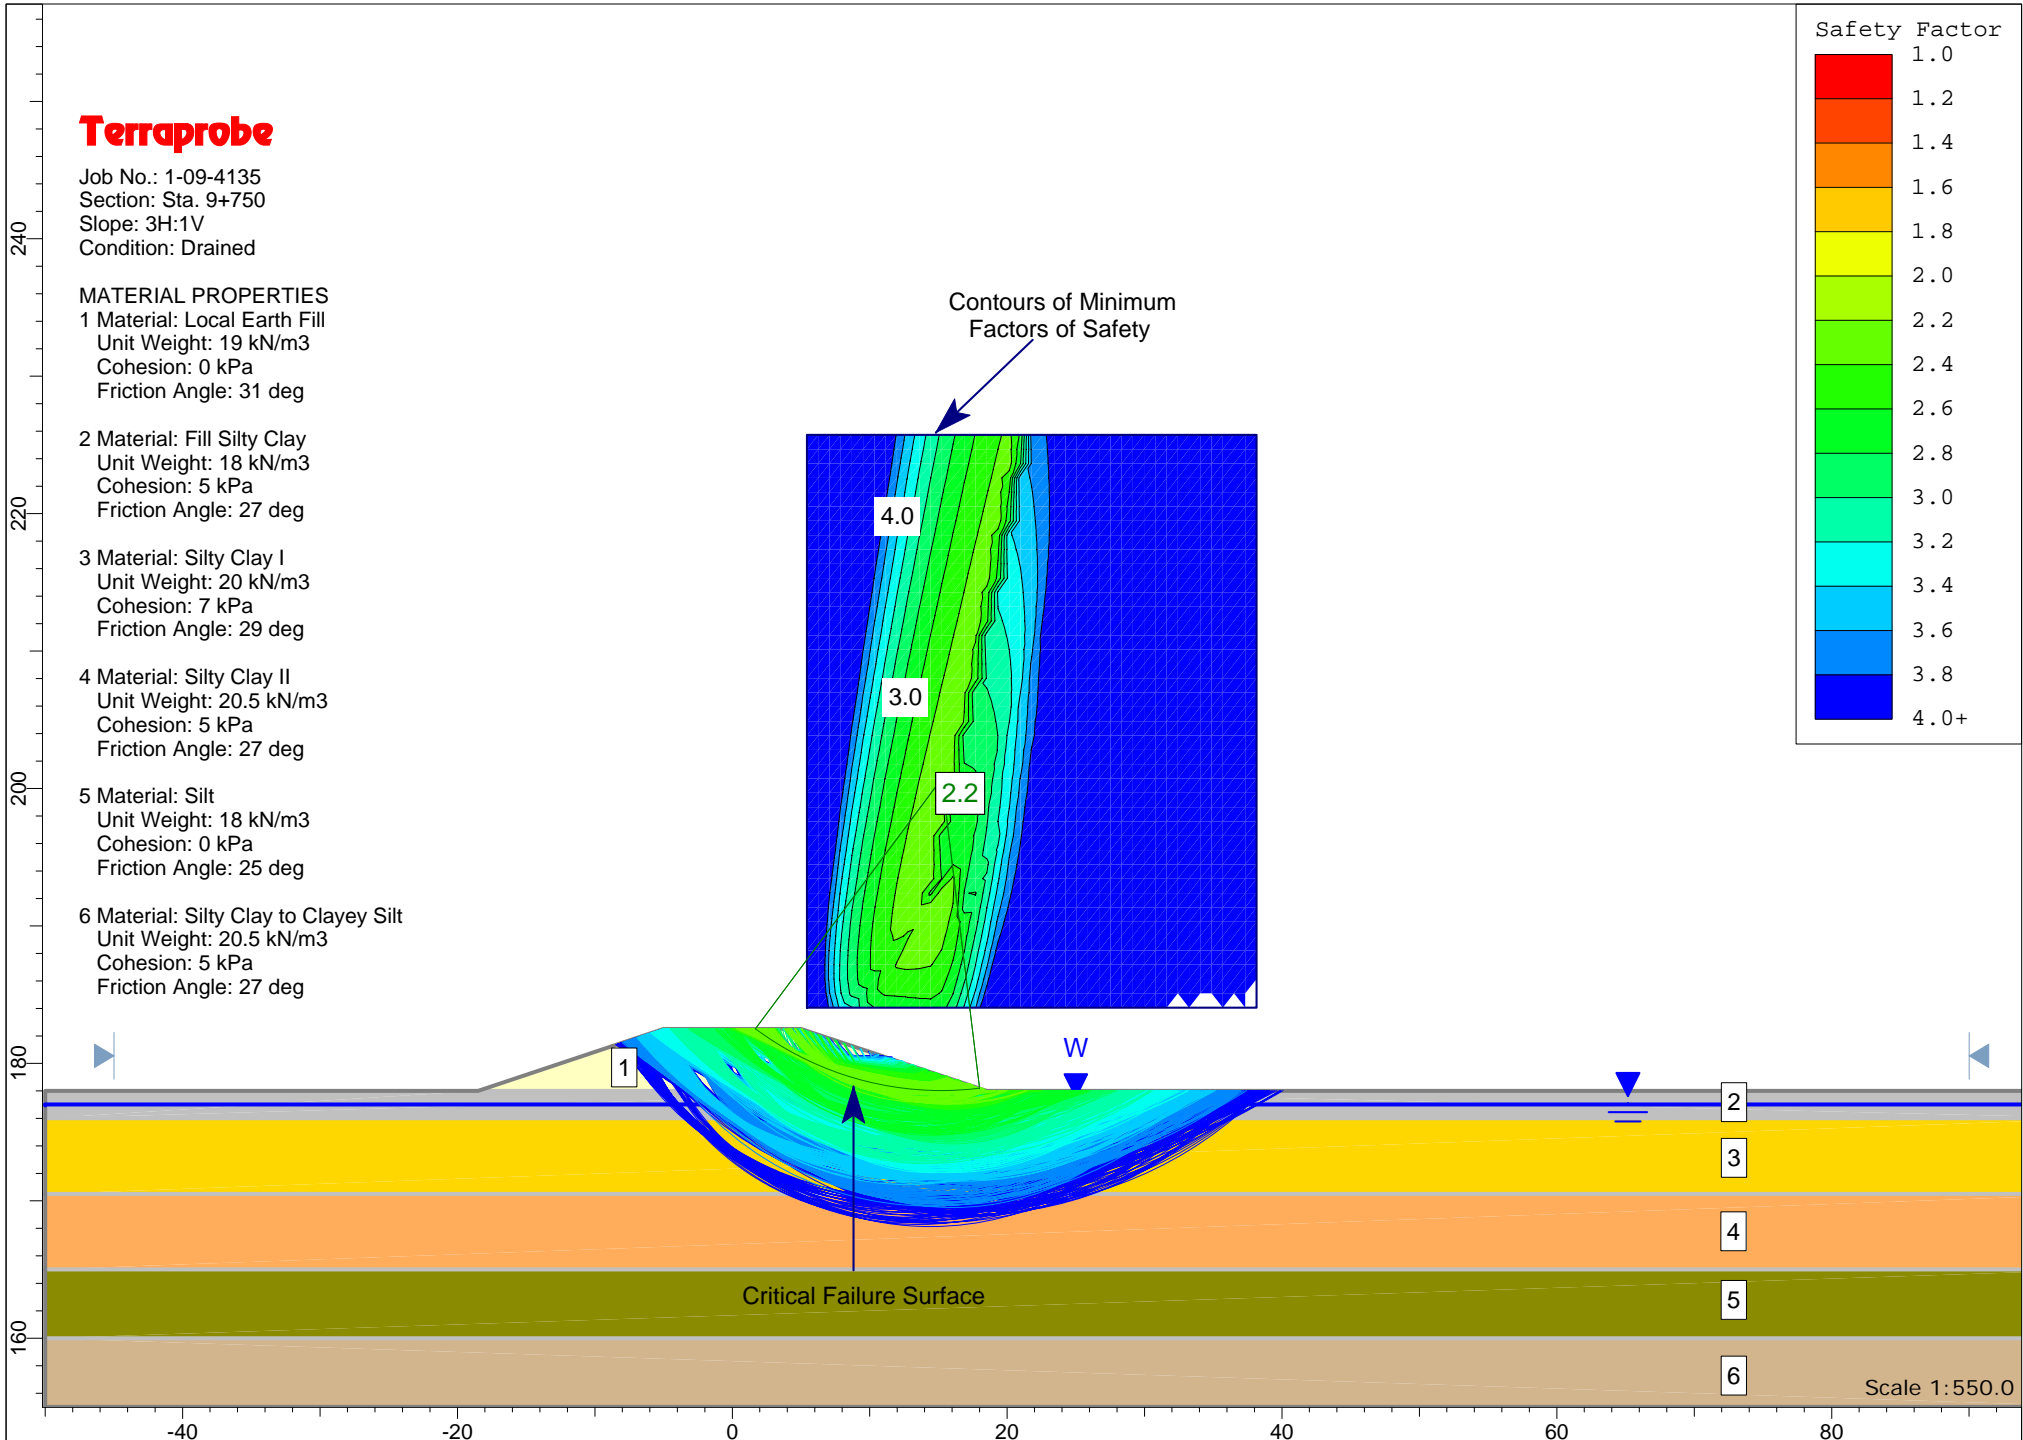 Terraprobe
Job No.: 1-09-4135
Section: Sta. 9+750
Slope: 3H:1V
Condition: Drained
MATERIAL PROPERTIES
1 Material: Local Earth Fill
Unit Weight: 19 kN/m3
Cohesion: 0 kPa
Friction Angle: 31 deg
2 Material: Fill Silty Clay
Unit Weight: 18 kN/m3
Cohesion: 5 kPa
Friction Angle: 27 deg
3 Material: Silty Clay I
Unit Weight: 20 kN/m3
Cohesion: 7 kPa
Friction Angle: 29 deg
4 Material: Silty Clay II
Unit Weight: 20.5 kN/m3
Cohesion: 5 kPa
Friction Angle: 27 deg
5 Material: Silt
Unit Weight: 18 kN/m3
Cohesion: 0 kPa
Friction Angle: 25 deg
6 Material: Silty Clay to Clayey Silt
Unit Weight: 20.5 kN/m3
Cohesion: 5 kPa
Friction Angle: 27 deg
Contours of Minimum
Factors of Safety
4.0
3.0
2.2
Safety Factor
1.0
1.2
1.4
1.6
1.8
2.0
2.2
2.4
2.6
2.8
3.0
3.2
3.4
3.6
3.8
4.0+
W
1
2
3
4
5
6
Critical Failure Surface
Scale 1:550.0
240
220
200
180
160
-40
-20
0
20
40
60
80